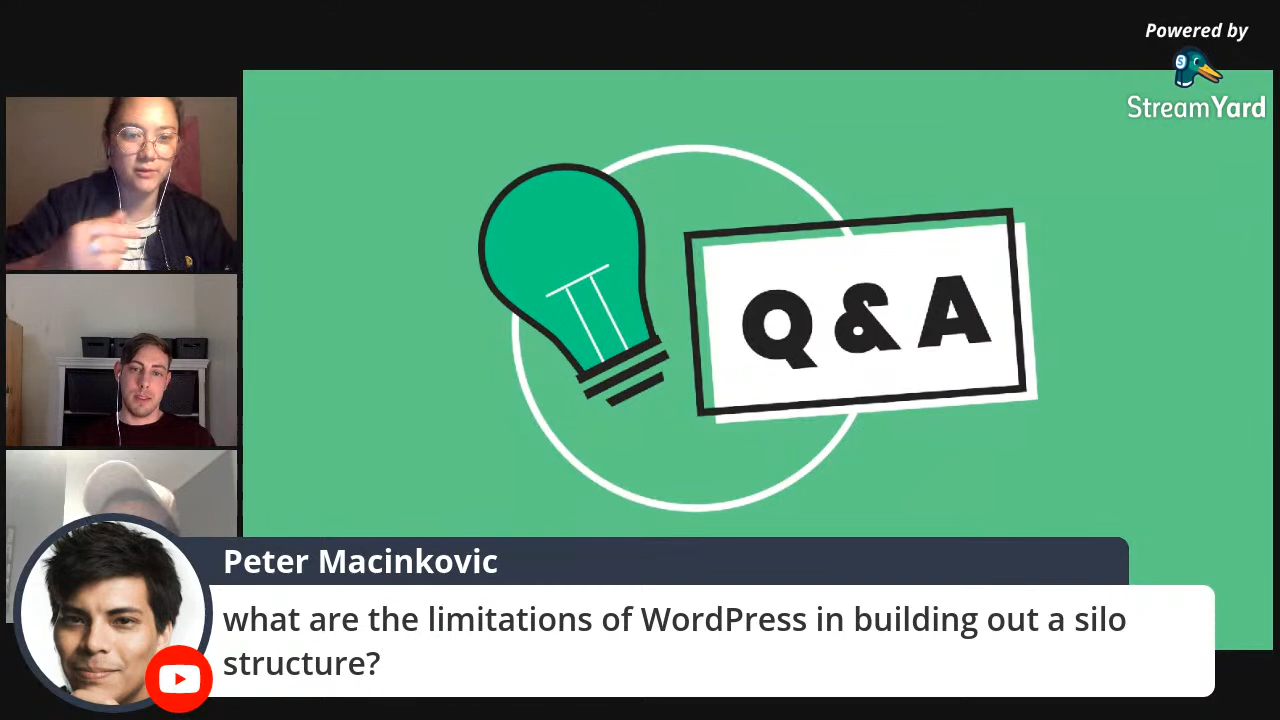 Powered by
StreamYard
Q & A
Peter Macinkovic
what are the limitations of WordPress in building out a silo
structure?